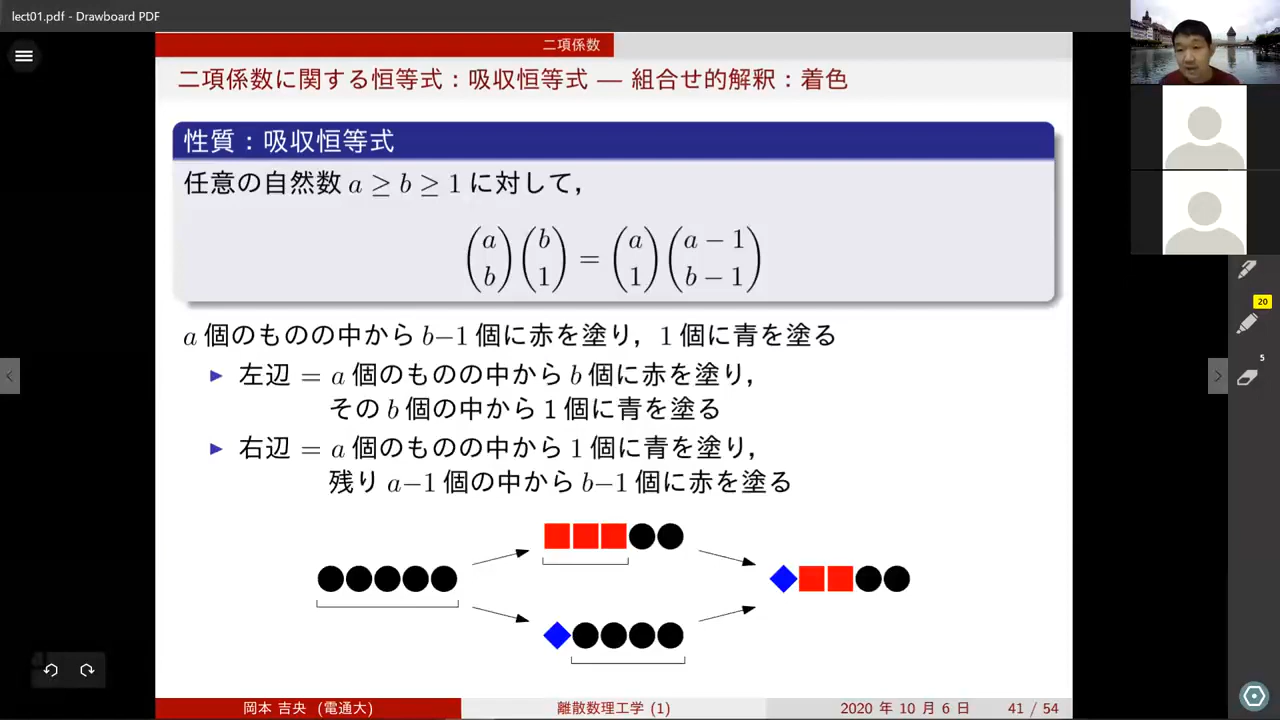 lect01.pdf - Drawboard PDF
二項係数
二項係数に関する恒等式：吸収恒等式 — 組合せ的解釈：着色
性質：吸収恒等式
任意の自然数 a ≥ b ≥ 1 に対して，
(a b)(b 1) = (a 1)(a − 1 b − 1)
a 個のものの中から b−1 個に赤を塗り，1 個に青を塗る
▶ 左辺 = a 個のものの中から b 個に赤を塗り，
その b 個の中から 1 個に青を塗る
▶ 右辺 = a 個のものの中から 1 個に青を塗り，
残り a−1 個の中から b−1 個に赤を塗る
岡本 吉央 (電通大) 離散数理工学 (1) 2020 年 10 月 6 日 41 / 54
20
5